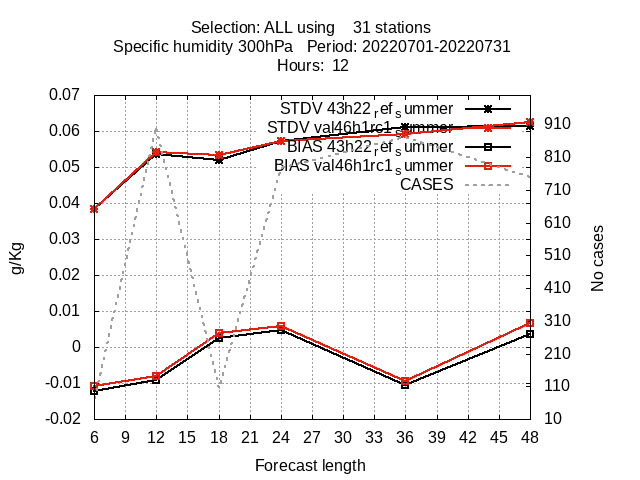 Selection: ALL using 31 stations
Specific humidity 300hPa Period: 20220701-20220731
Hours: 12
STDV 43h22_ref_summer
STDV val46h1rc1_summer
BIAS 43h22_ref_summer
BIAS val46h1rc1_summer
CASES
0.07
0.06
0.05
0.04
0.03
0.02
0.01
0
-0.01
-0.02
g/Kg
910
810
710
610
510
410
310
210
110
10
No cases
6 9 12 15 18 21 24 27 30 33 36 39 42 45 48
Forecast length